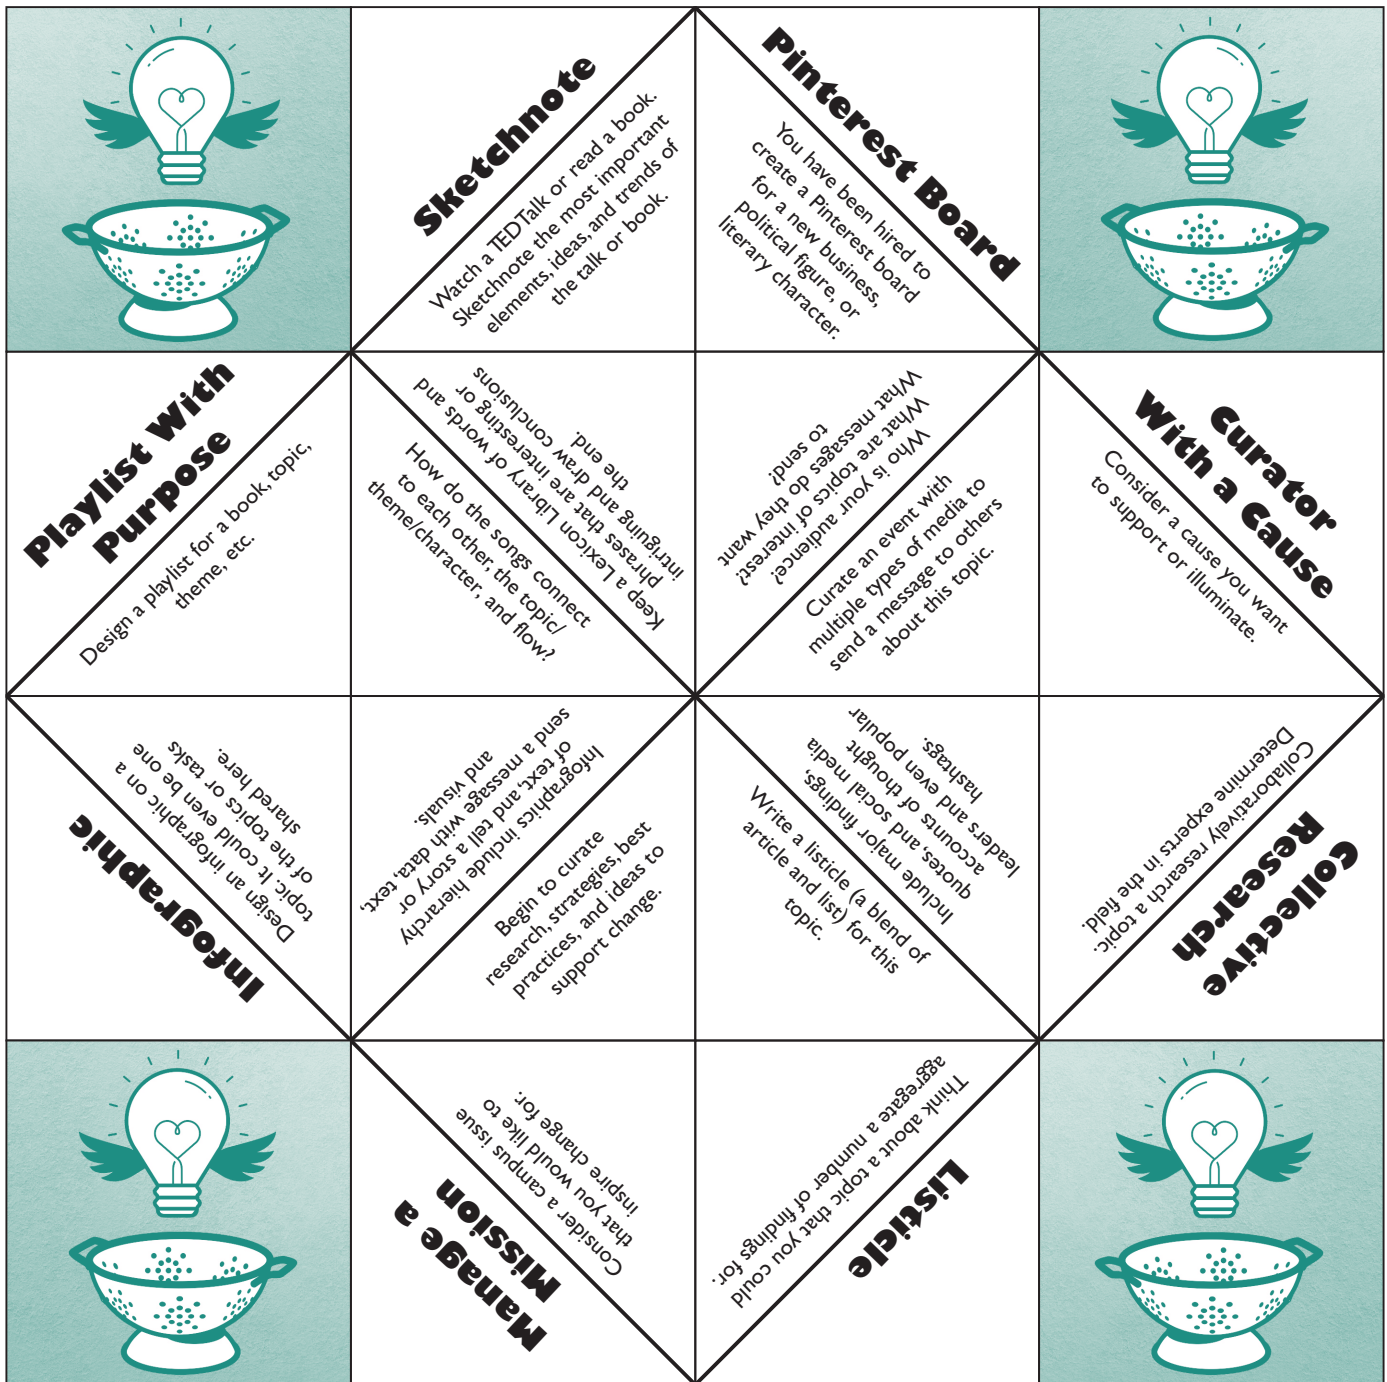 Sketchnote
Watch a TED Talk or read a book.
Sketchnote the most important
elements, ideas, and trends of
the talk or book.
Pinterest Board
You have been hired to
create a Pinterest board
for a new business,
political figure, or
literary character.
Playlist With
Purpose
Design a playlist for a book, topic,
theme, etc.
Keep a Lexicon Library of words and
phrases that are interesting or
intriguing and draw conclusions
the end.
How do the songs connect
to each other, the topic/
theme/character, and flow?
Who is your audience?
What are topics of interest?
What messages do they want
to send?
Curate an event with
multiple types of media to
send a message to others
about this topic.
Curator
With a Cause
Consider a cause you want
to support or illuminate.
Infographic
Design an infographic on a
topic. It could even be one
of the topics or tasks
shared here.
Infographics include hierarchy
of text, and tell a story or
send a message with data, text,
and visuals.
Begin to curate
research, strategies, best
practices, and ideas to
support change.
Include major findings,
quotes, and social media
accounts of thought
leaders and even popular
hashtags.
Write a listicle (a blend of
article and list) for this
topic.
Collective
Research
Collaboratively research a topic.
Determine experts in the field.
Manage a
Mission
Consider a campus issue
that you would like to
inspire change for.
Listicle
Think about a topic that you could
aggregate a number of findings for.